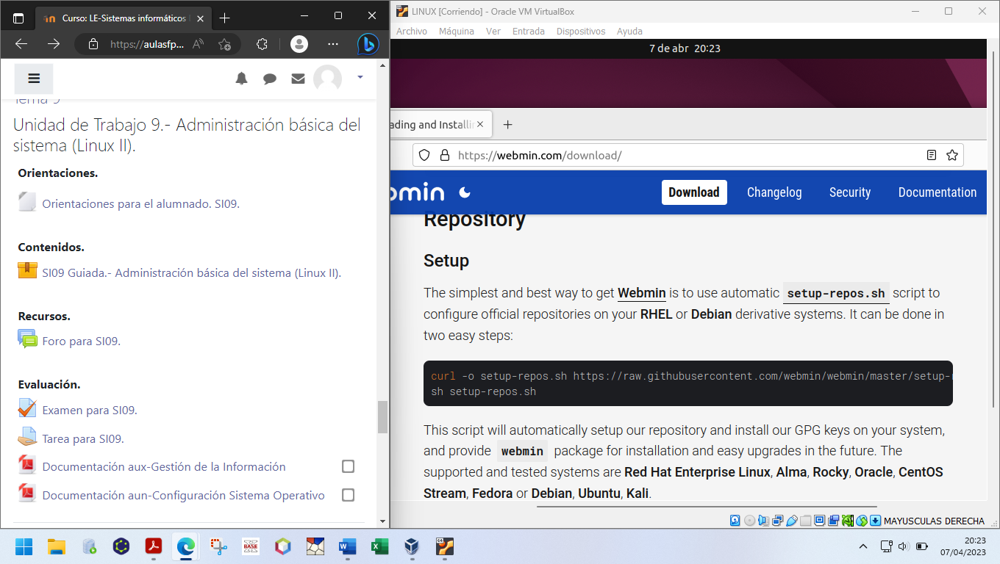 Curso: LE-Sistemas informáticos
https://aulasfp...
Tema 9
Unidad de Trabajo 9.- Administración básica del
sistema (Linux II).
Orientaciones.
Orientaciones para el alumnado. SI09.
Contenidos.
SI09 Guiada.- Administración básica del sistema (Linux II).
Recursos.
Foro para SI09.
Evaluación.
Examen para SI09.
Tarea para SI09.
Documentación aux-Gestión de la Información
Documentación aun-Configuración Sistema Operativo
LINUX [Corriendo] - Oracle VM VirtualBox
Archivo Máquina Ver Entrada Dispositivos Ayuda
7 de abr 20:23
ading and Installin
https://webmin.com/download/
bmin Download Changelog Security Documentation
Repository
Setup
The simplest and best way to get Webmin is to use automatic setup-repos.sh script to
configure official repositories on your RHEL or Debian derivative systems. It can be done in
two easy steps:
curl -o setup-repos.sh https://raw.githubusercontent.com/webmin/webmin/master/setup-r
sh setup-repos.sh
This script will automatically setup our repository and install our GPG keys on your system,
and provide webmin package for installation and easy upgrades in the future. The
supported and tested systems are Red Hat Enterprise Linux, Alma, Rocky, Oracle, CentOS
Stream, Fedora or Debian, Ubuntu, Kali.
MAYUSCULAS DERECHA
BASE
64
20:23
07/04/2023